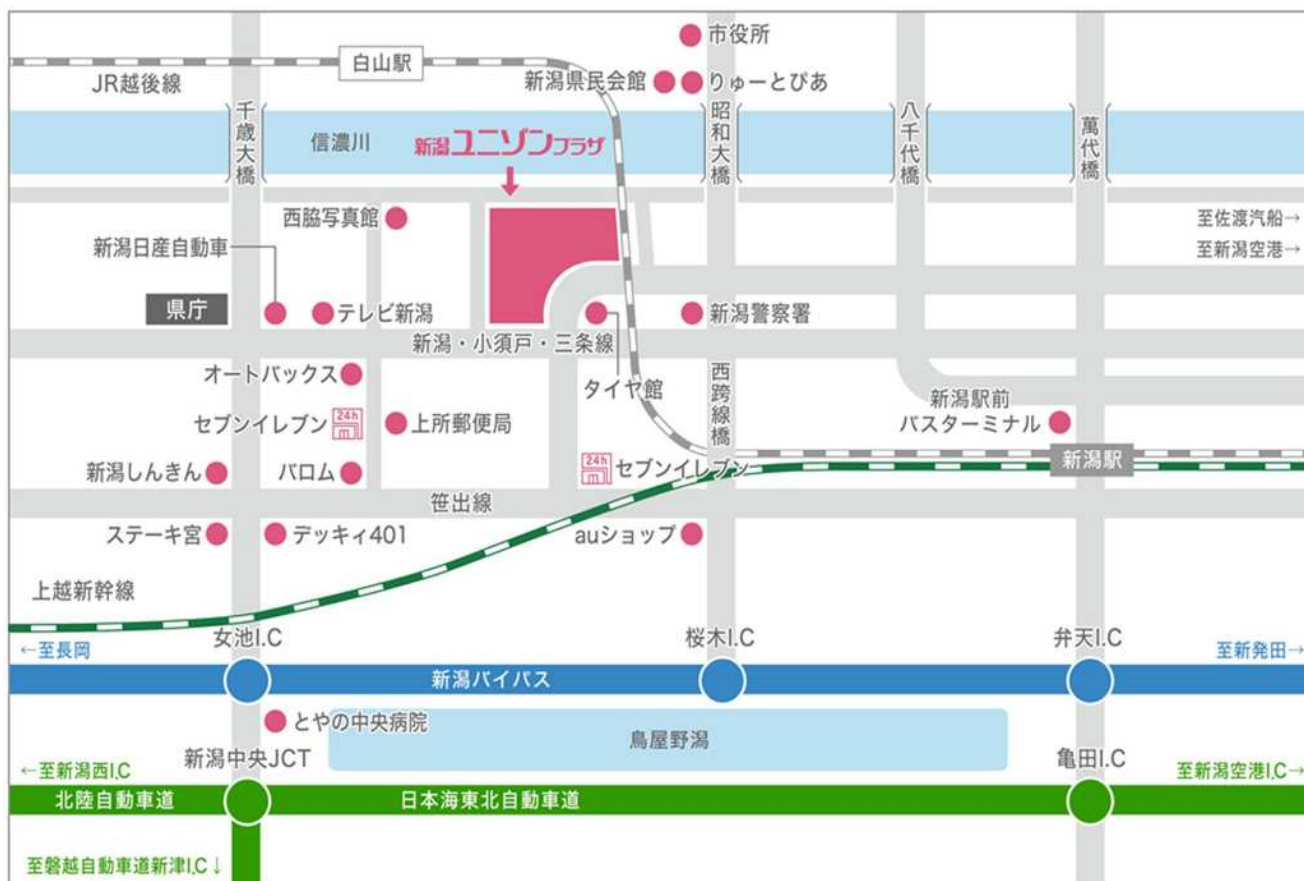 市役所
白山駅
新潟県民会館
りゅーとぴあ
JR越後線
千歳大橋
信濃川
新潟ユニゾンプラザ
昭和大橋
八千代橋
萬代橋
西脇写真館
至佐渡汽船→
新潟日産自動車
至新潟空港→
県庁
テレビ新潟
新潟警察署
新潟・小須戸・三条線
オートバックス
タイヤ館
西跨線橋
新潟駅前
バスターミナル
セブンイレブン
24h
上所郵便局
新潟駅
新潟しんきん
バロム
24h
セブンイレブン
笹出線
ステーキ宮
デッキィ401
auショップ
上越新幹線
女池I.C
桜木I.C
弁天I.C
←至長岡
至新発田→
新潟バイパス
とやの中央病院
鳥屋野潟
新潟中央JCT
亀田I.C
←至新潟西I.C
至新潟空港I.C→
北陸自動車道
日本海東北自動車道
至磐越自動車道新津I.C↓